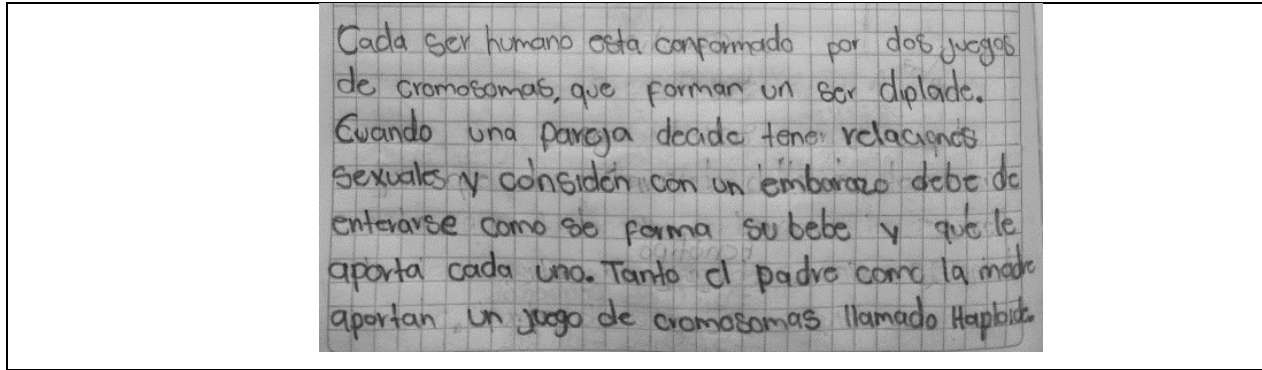 Cada ser humano esta conformado por dos juegos
de cromosomas, que forman un ser diplade.
Cuando una pareja decide tener relaciones
sexuales y considen con un embarazo debe de
enterarse como se forma su bebe y que le
aporta cada uno. Tanto el padre como la madre
aportan un juego de cromosomas llamado Haploide